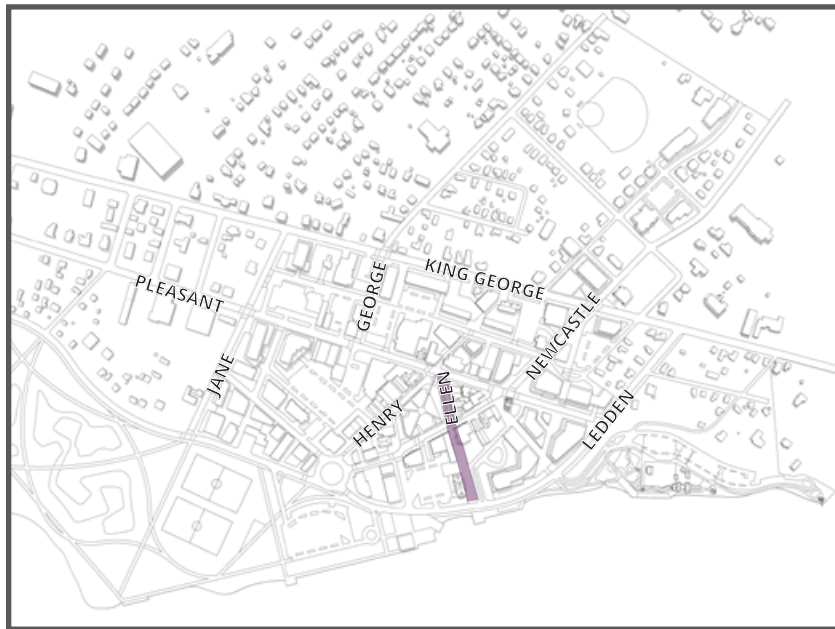 KING GEORGE
GEORGE
PLEASANT
NEWCASTLE
JANE
ELLEN
HENRY
LEDDEN